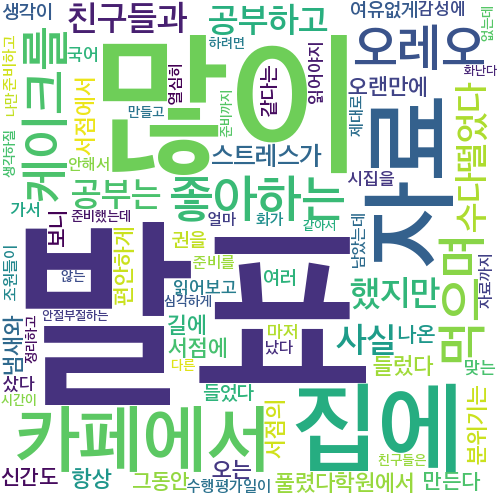 생각이
친구들과
공부하고
여유없게
감성에
없는데
나만
준비하고
국어
하려면
오레오
화난다
케이크를
서점에서
많이
만들고
열심히
준비까지
같다는
읽어야지
오랜만에
제대로
자료
생각하질
안해서
스트레스가
공부는
좋아하는
시집을
수다떨었다
가서
준비했는데
보니
편안하게
권을
얼마
화가
같아서
남았는데
조원들이
않는
발표
읽어보고
준비를
여러
심각하게
했지만
먹으며
자료까지
냄새와
안절부절하는
정리하고
길에
서점에
마저
났다
사실
나온
맞는
샀다
다른
들었다
들렀다
분위기는
시간이
카페에서
서점의
집에
친구들은
신간도
항상
그동안
오는
수행평가일이
풀렸다
학원에서
만든다